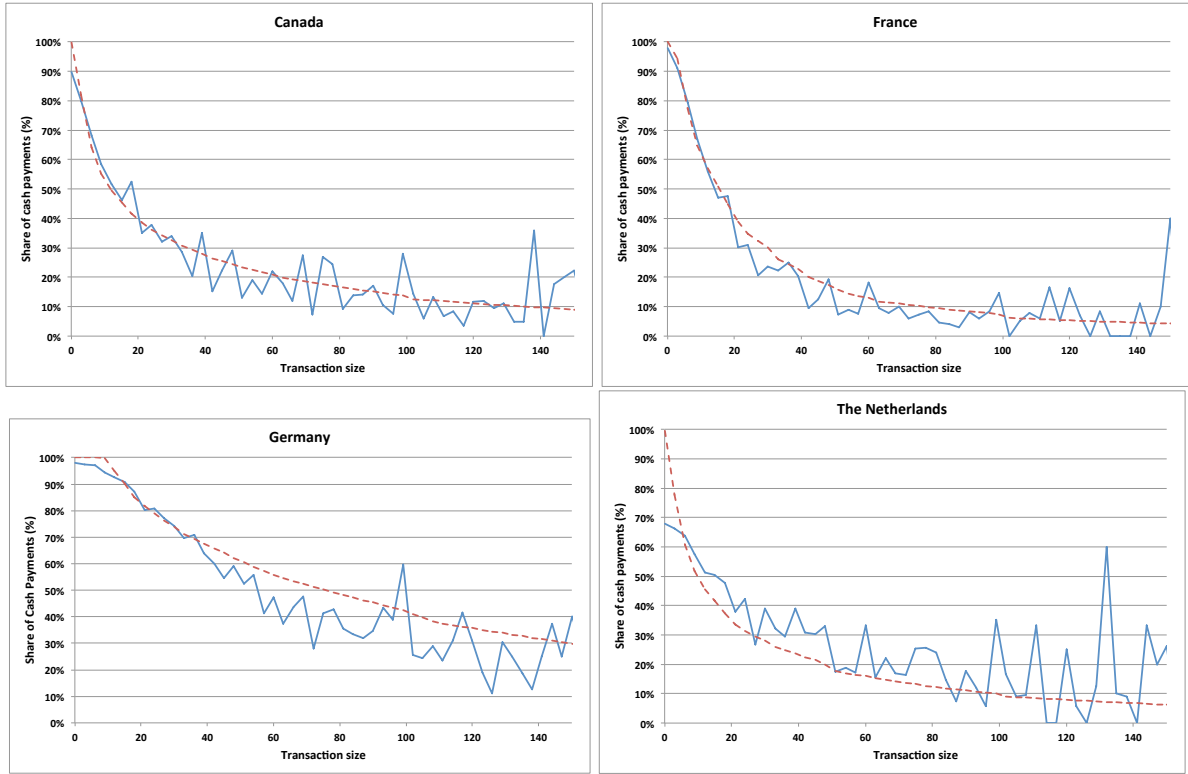 Canada
100%
90%
80%
70%
60%
50%
40%
30%
20%
10%
0%
Share of cash payments (%)
0 20 40 60 80 100 120 140
Transaction size
France
100%
90%
80%
70%
60%
50%
40%
30%
20%
10%
0%
Share of cash payments (%)
0 20 40 60 80 100 120 140
Transaction size
Germany
100%
90%
80%
70%
60%
50%
40%
30%
20%
10%
0%
Share of Cash Payments (%)
0 20 40 60 80 100 120 140
Transaction size
The Netherlands
100%
90%
80%
70%
60%
50%
40%
30%
20%
10%
0%
Share of cash payments (%)
0 20 40 60 80 100 120 140
Transaction size